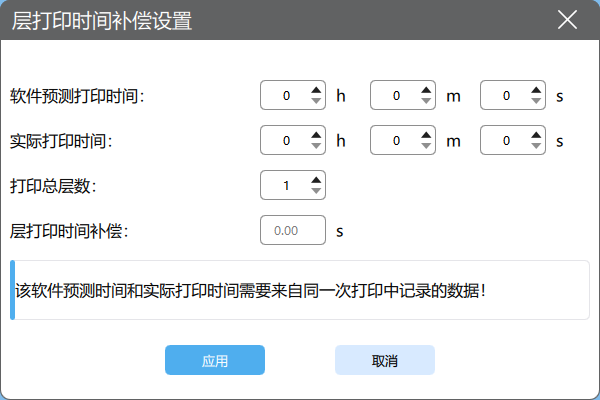 层打印时间补偿设置
软件预测打印时间： 0 h 0 m 0 s
实际打印时间： 0 h 0 m 0 s
打印总层数： 1
层打印时间补偿： 0.00 s
该软件预测时间和实际打印时间需要来自同一次打印中记录的数据！
应用 取消